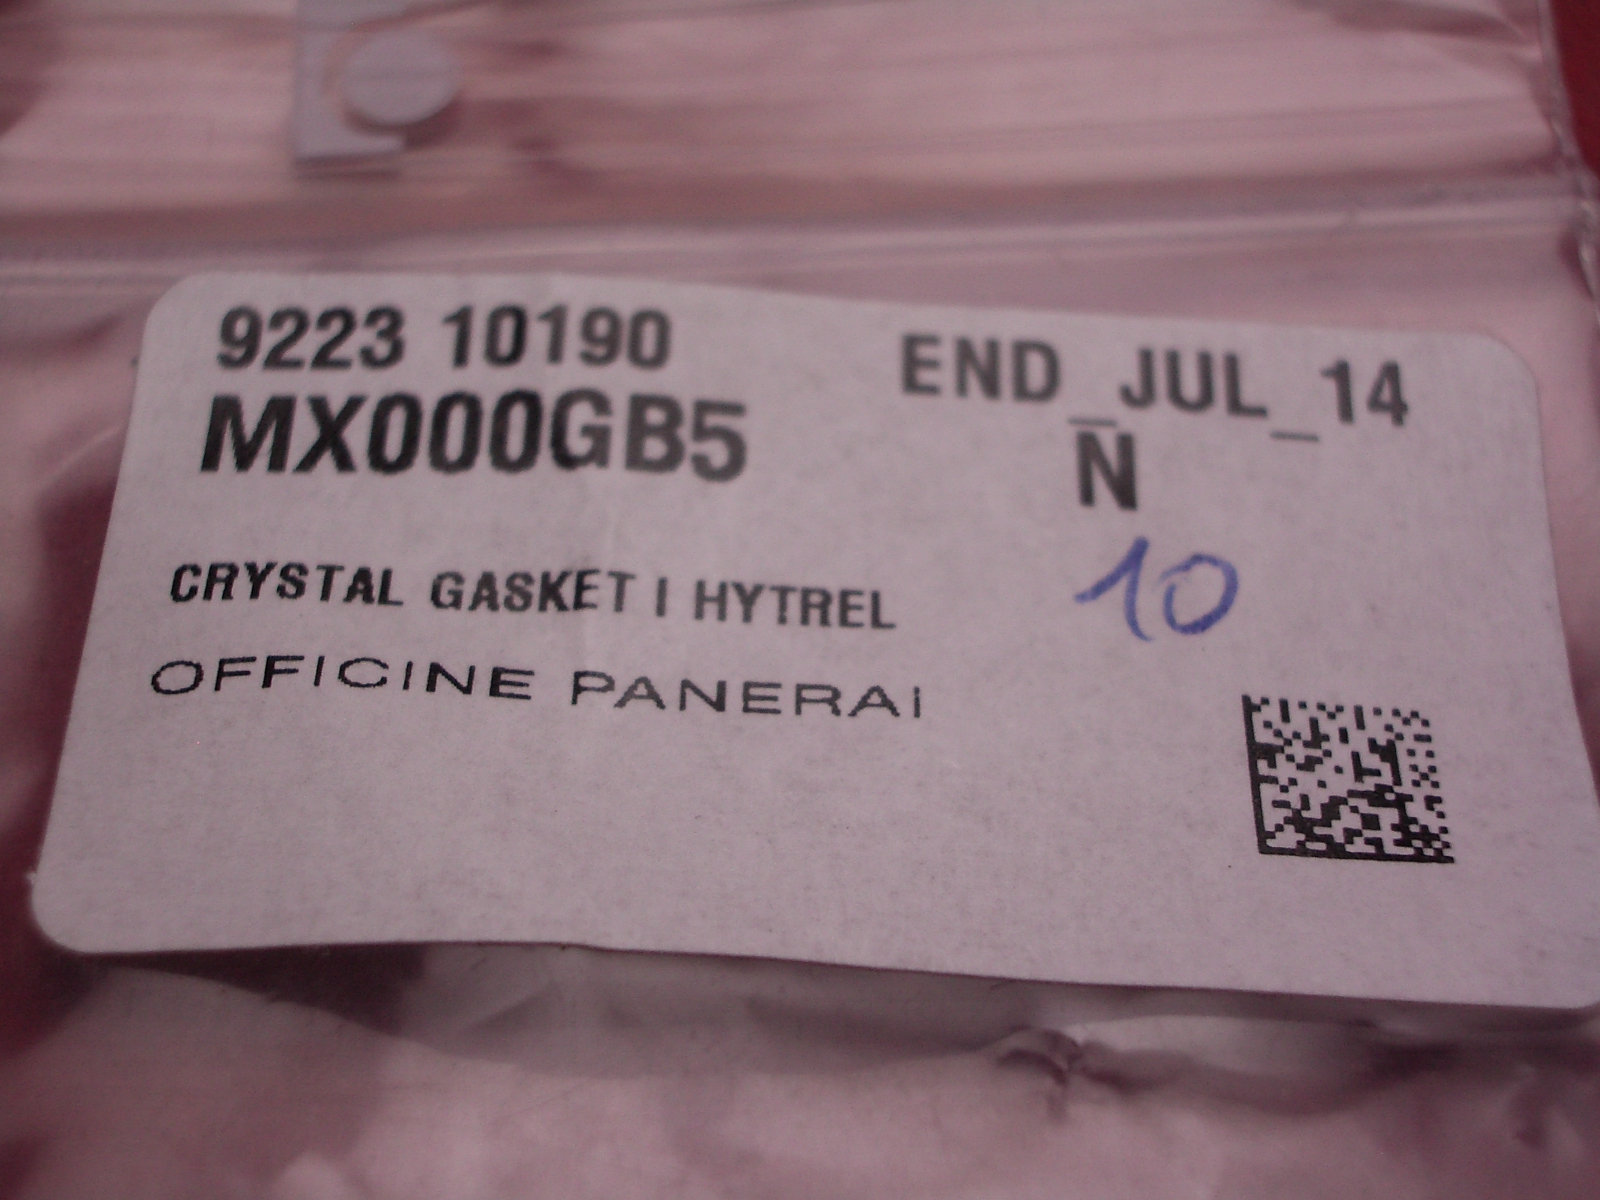 9223 10190
MX000GB5
END_JUL_14
N
10
CRYSTAL GASKET I HYTREL
OFFICINE PANERAI